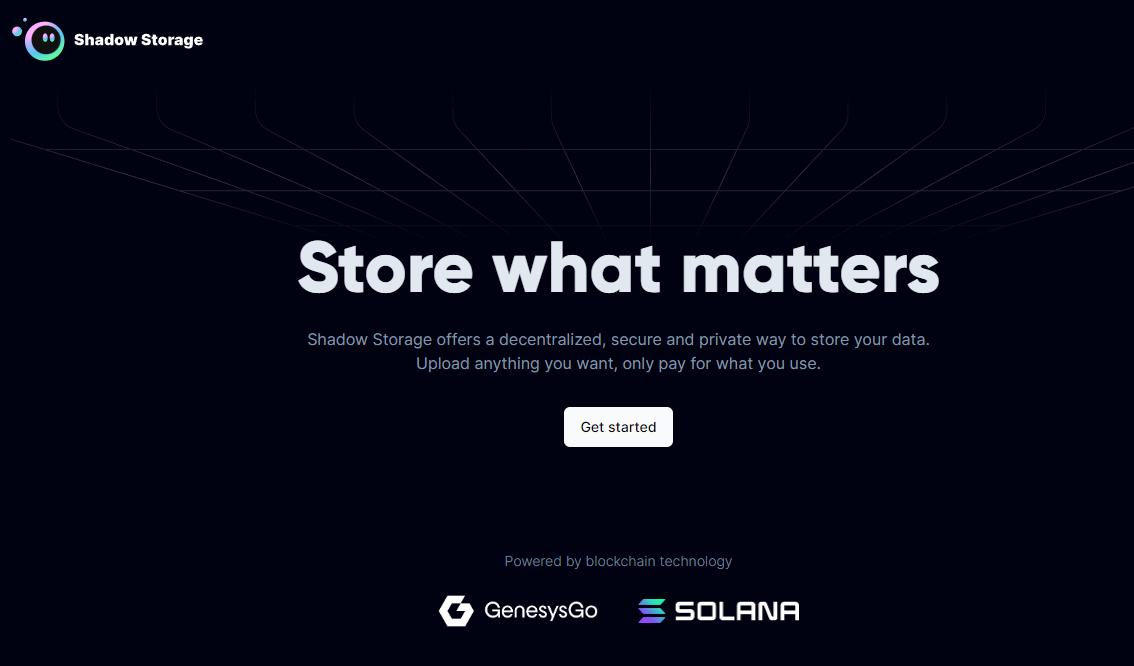 Shadow Storage
Store what matters
Shadow Storage offers a decentralized, secure and private way to store your data.
Upload anything you want, only pay for what you use.
Get started
Powered by blockchain technology
GenesysGo
SOLANA